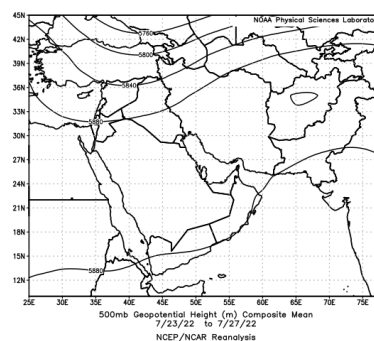 NOAA Physical Sciences Laborato
45N
42N
39N
36N
33N
30N
27N
24N
21N
18N
15N
12N
5760
5800
5840
5880
5880
25E 30E 35E 40E 45E 50E 55E 60E 65E 70E 75E
500mb Geopotential Height (m) Composite Mean
7/23/22 to 7/27/22
NCEP/NCAR Reanalysis